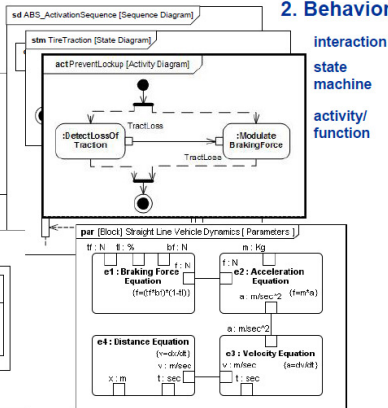 2. Behavior
interaction
state
machine
activity/
function
sd ABS_ActivationSequence [Sequence Diagram]
stm TireTraction [State Diagram]
act PreventLockup [Activity Diagram]
:DetectLossOf
Traction
TractLoss
:Modulate
BrakingForce
TractLoss
par [Block] Straight Line Vehicle Dynamics [ Parameters ]
tf : N tl : % bf : N m : Kg
f : N f : N
e1 : Braking Force
Equation
{f=(tf*bf)*(1-tl)}
e2 : Acceleration
Equation
{f=m*a}
a : m/sec^2
a : m/sec^2
e4 : Distance Equation
{v=dx/dt}
v : m/sec
x : m t : sec
e3 : Velocity Equation
v : m/sec {a=dv/dt}
t : sec